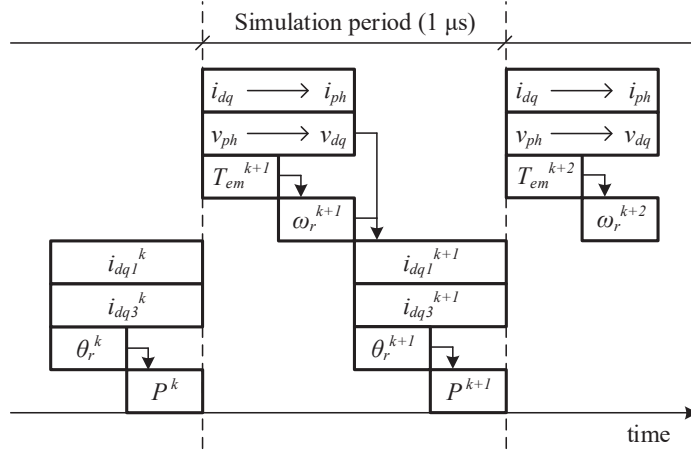 Simulation period (1 μs)
i_dq → i_ph
i_dq → i_ph
v_ph → v_dq
v_ph → v_dq
T_em^k+1
T_em^k+2
ω_r^k+1
ω_r^k+2
i_dq1^k
i_dq1^k+1
i_dq3^k
i_dq3^k+1
θ_r^k
θ_r^k+1
P^k
P^k+1
time